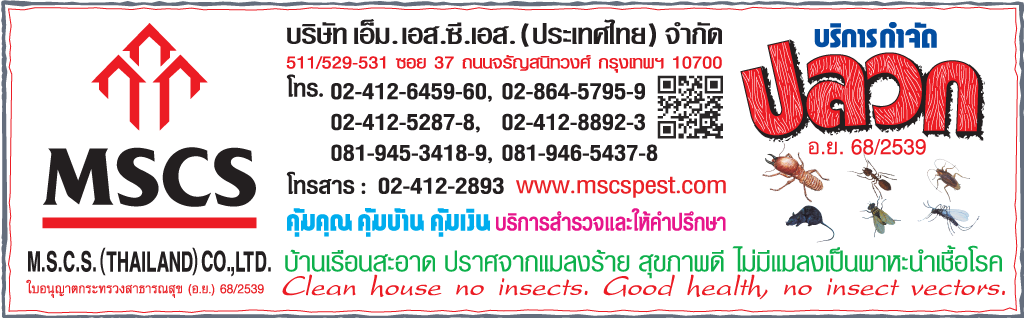 MSCS
M.S.C.S. (THAILAND) CO.,LTD.
ใบอนุญาตกระทรวงสาธารณสุข (อ.ย.) 68/2539
บริษัท เอ็ม.เอส.ซี.เอส. (ประเทศไทย) จำกัด
511/529-531 ซอย 37 ถนนจรัญสนิทวงศ์ กรุงเทพฯ 10700
โทร. 02-412-6459-60, 02-864-5795-9
02-412-5287-8, 02-412-8892-3
081-945-3418-9, 081-946-5437-8
โทรสาร : 02-412-2893 www.mscspest.com
คุ้มคุณ คุ้มบ้าน คุ้มเงิน บริการสำรวจและให้คำปรึกษา
บริการกำจัด
ปลวก
อ.ย. 68/2539
บ้านเรือนสะอาด ปราศจากแมลงร้าย สุขภาพดี ไม่มีแมลงเป็นพาหะนำเชื้อโรค
Clean house no insects. Good health, no insect vectors.